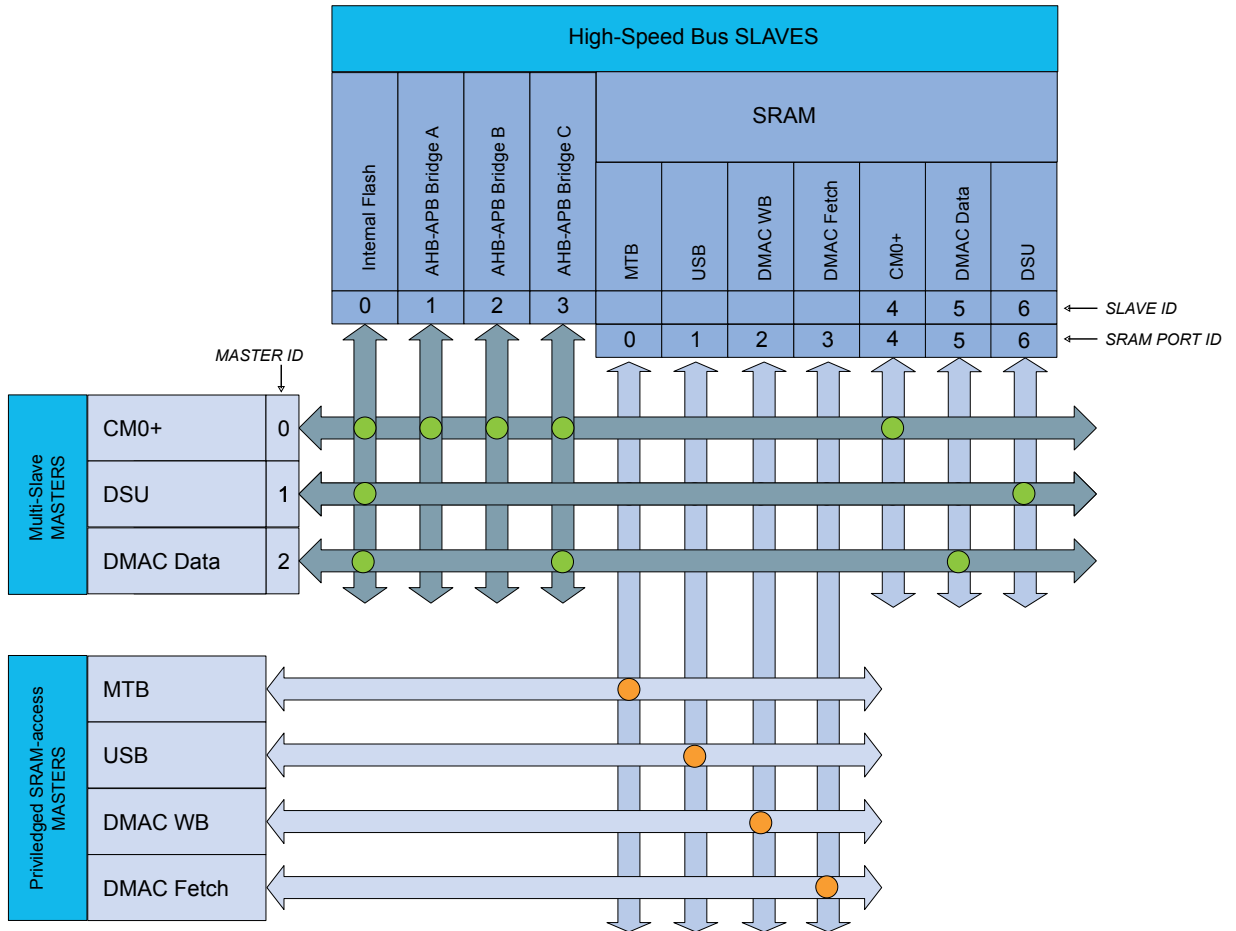 High-Speed Bus SLAVES
SRAM
Internal Flash
AHB-APB Bridge A
AHB-APB Bridge B
AHB-APB Bridge C
MTB
USB
DMAC WB
DMAC Fetch
CM0+
DMAC Data
DSU
0 1 2 3 4 5 6 SLAVE ID
0 1 2 3 4 5 6 SRAM PORT ID
MASTER ID
Multi-Slave
MASTERS
CM0+ 0
DSU 1
DMAC Data 2
Priviledged SRAM-access
MASTERS
MTB
USB
DMAC WB
DMAC Fetch